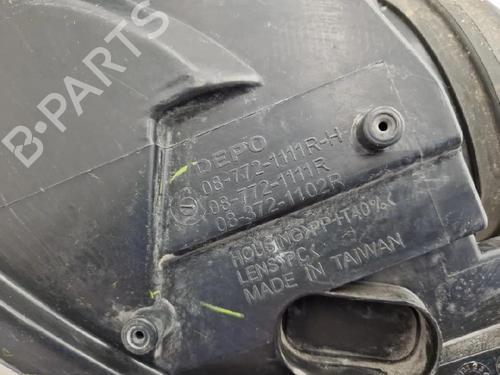 DEPO
08-772-1111R-H
08-772-1111R
08-372-1102R
HOUSING>PP+T40%<
LENS>PC<
MADE IN TAIWAN
B-PARTS